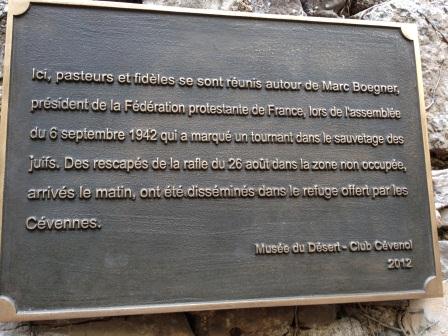 Ici, pasteurs et fidèles se sont réunis autour de Marc Boegner,
président de la Fédération protestante de France, lors de l'assemblée
du 6 septembre 1942 qui a marqué un tournant dans le sauvetage des
juifs. Des rescapés de la rafle du 26 août dans la zone non occupée,
arrivés le matin, ont été disséminés dans le refuge offert par les
Cévennes.
Musée du Désert - Club Cévenol
2012